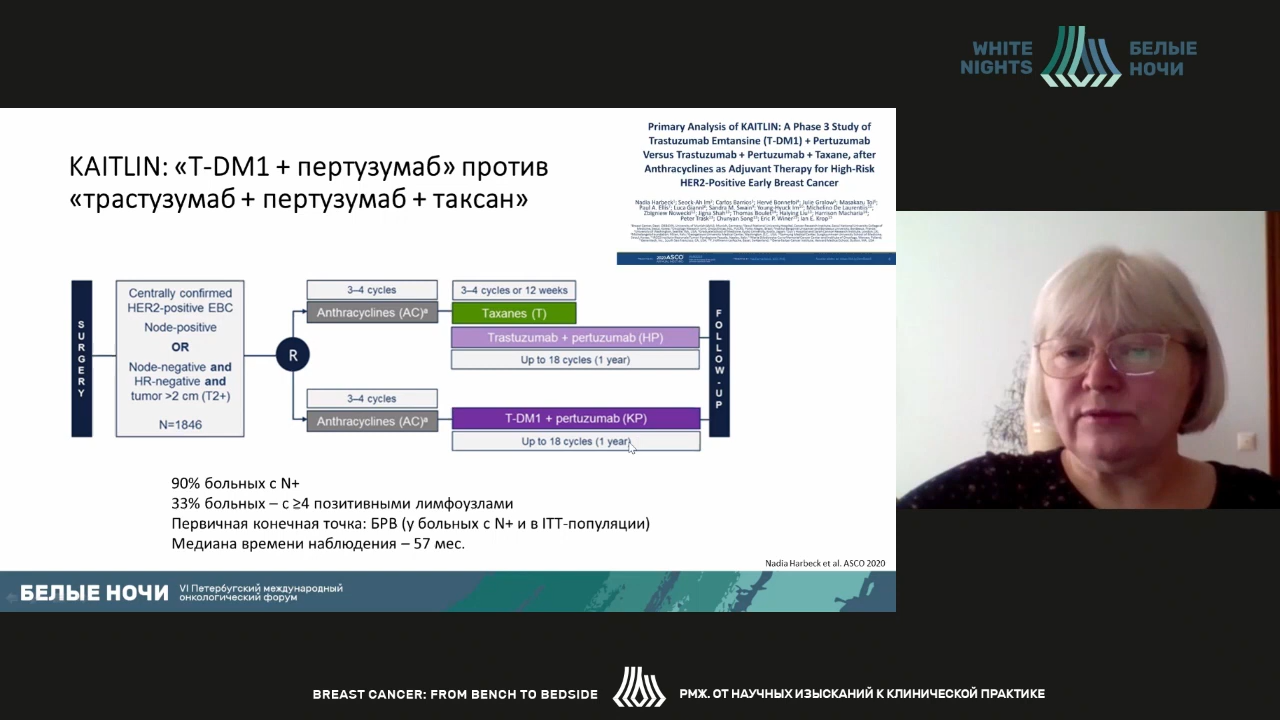 WHITE
NIGHTS
БЕЛЫЕ
НОЧИ
KAITLIN: «T-DM1 + пертузумаб» против
«трастузумаб + пертузумаб + таксан»
Primary Analysis of KAITLIN: A Phase 3 Study of
Trastuzumab Emtansine (T-DM1) + Pertuzumab
Versus Trastuzumab + Pertuzumab + Taxane, after
Anthracyclines as Adjuvant Therapy for High-Risk
HER2-Positive Early Breast Cancer
2020 ASCO
SURGERY
Centrally confirmed
HER2-positive EBC
Node-positive
OR
Node-negative and
HR-negative and
tumor >2 cm (T2+)
N=1846
R
3–4 cycles
Anthracyclines (AC)ª
3–4 cycles or 12 weeks
Taxanes (T)
Trastuzumab + pertuzumab (HP)
Up to 18 cycles (1 year)
3–4 cycles
Anthracyclines (AC)ª
T-DM1 + pertuzumab (KP)
Up to 18 cycles (1 year)
FOLLOW-UP
90% больных с N+
33% больных – с ≥4 позитивными лимфоузлами
Первичная конечная точка: БРВ (у больных с N+ и в ITT-популяции)
Медиана времени наблюдения – 57 мес.
Nadia Harbeck et al. ASCO 2020
БЕЛЫЕ НОЧИ
VI Петербургский международный
онкологический форум
BREAST CANCER: FROM BENCH TO BEDSIDE
РМЖ. ОТ НАУЧНЫХ ИЗЫСКАНИЙ К КЛИНИЧЕСКОЙ ПРАКТИКЕ